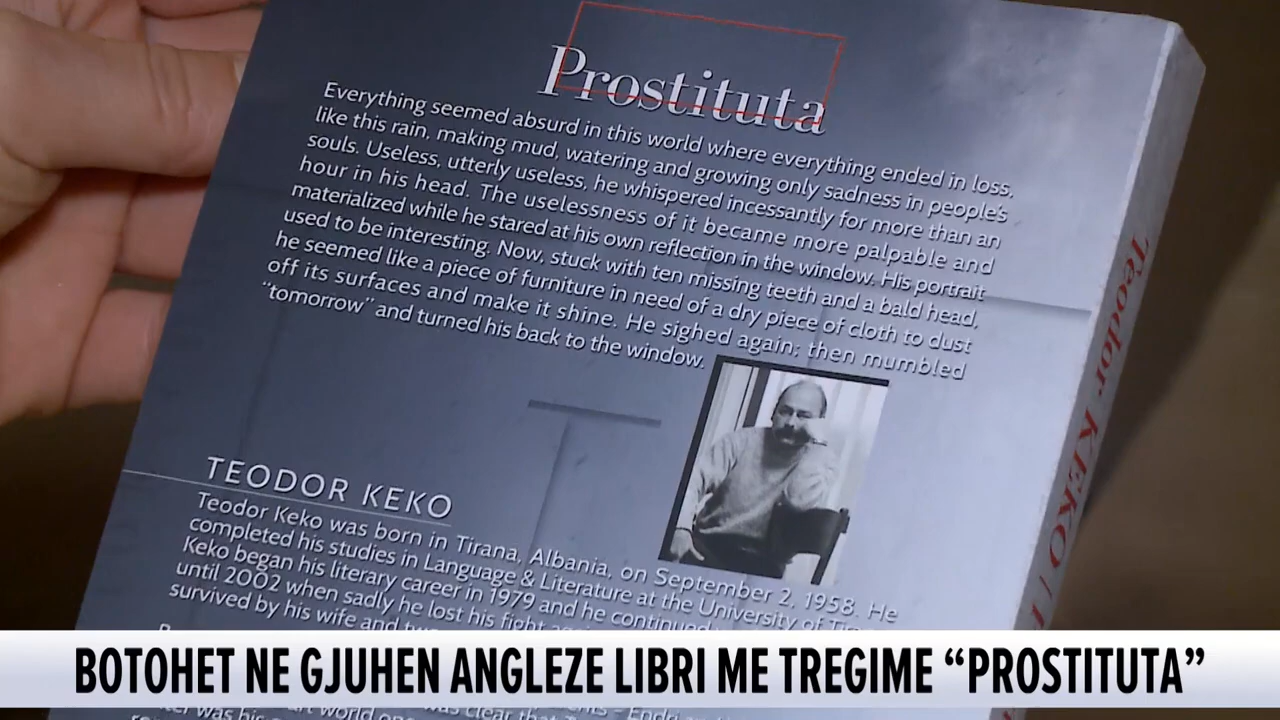 Prostituta
Everything seemed absurd in this world where everything ended in loss,
like this rain, making mud, watering and growing only sadness in people's
souls. Useless, utterly useless, he whispered incessantly for more than an
hour in his head. The uselessness of it became more palpable and
materialized while he stared at his own reflection in the window. His portrait
used to be interesting. Now, stuck with ten missing teeth and a bald head,
he seemed like a piece of furniture in need of a dry piece of cloth to dust
off its surfaces and make it shine. He sighed again; then mumbled
"tomorrow" and turned his back to the window.
TEODOR KEKO
Teodor Keko was born in Tirana, Albania, on September 2, 1958. He
completed his studies in Language & Literature at the University of
Keko began his literary career in 1979 and he continued
until 2002 when sadly he lost his fight
survived by his wife and
Teodor KEKO
BOTOHET NE GJUHEN ANGLEZE LIBRI ME TREGIME “PROSTITUTA”